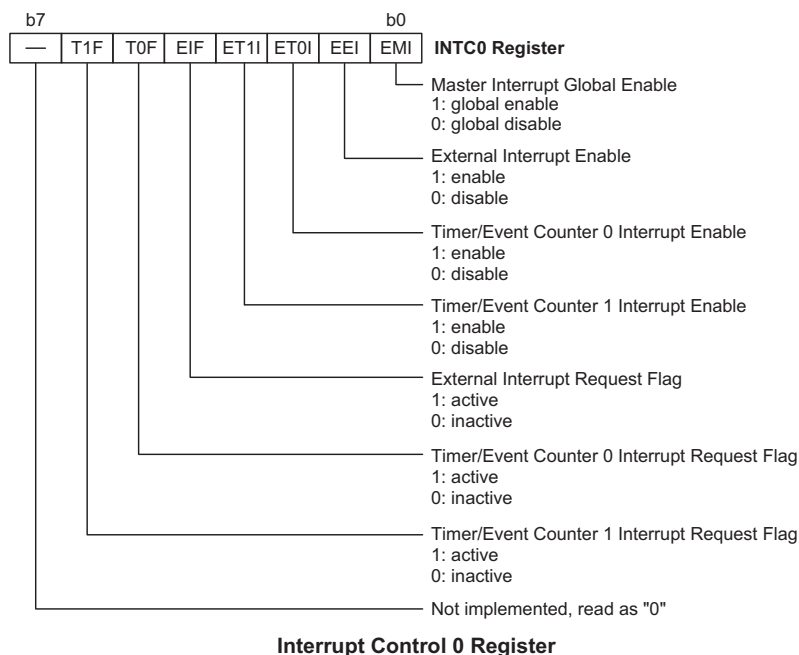 b7 b0
— T1F T0F EIF ET1I ET0I EEI EMI INTC0 Register
Master Interrupt Global Enable
1: global enable
0: global disable
External Interrupt Enable
1: enable
0: disable
Timer/Event Counter 0 Interrupt Enable
1: enable
0: disable
Timer/Event Counter 1 Interrupt Enable
1: enable
0: disable
External Interrupt Request Flag
1: active
0: inactive
Timer/Event Counter 0 Interrupt Request Flag
1: active
0: inactive
Timer/Event Counter 1 Interrupt Request Flag
1: active
0: inactive
Not implemented, read as "0"
Interrupt Control 0 Register